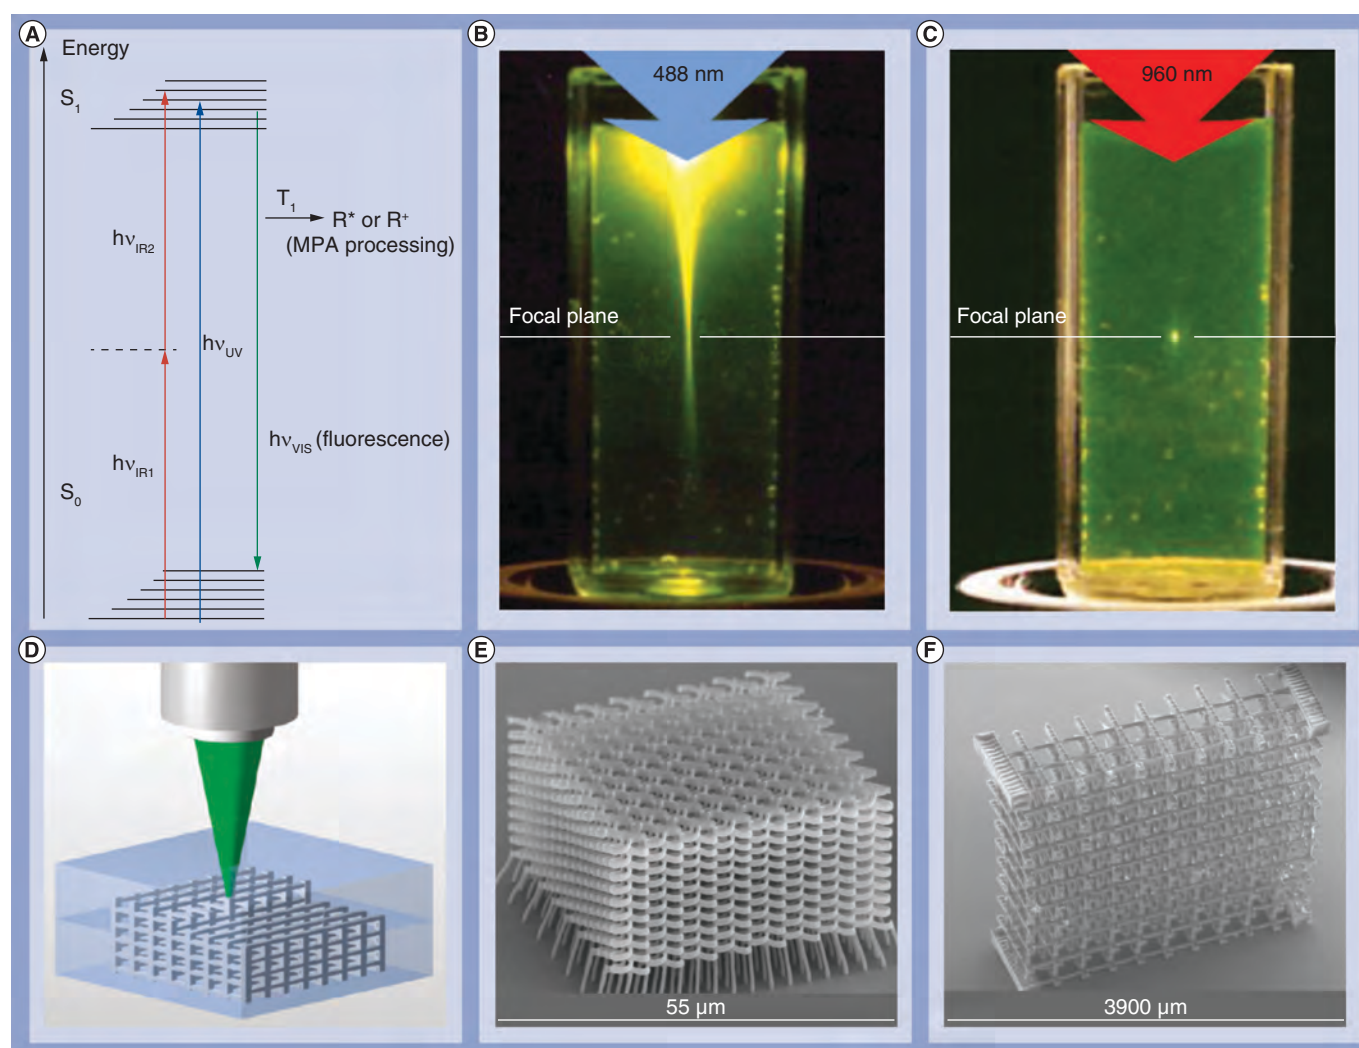 A
Energy
S1
hνIR2
T1
R* or R+
(MPA processing)
hνUV
hνVIS (fluorescence)
hνIR1
S0
B
488 nm
Focal plane
C
960 nm
Focal plane
D
E
55 µm
F
3900 µm